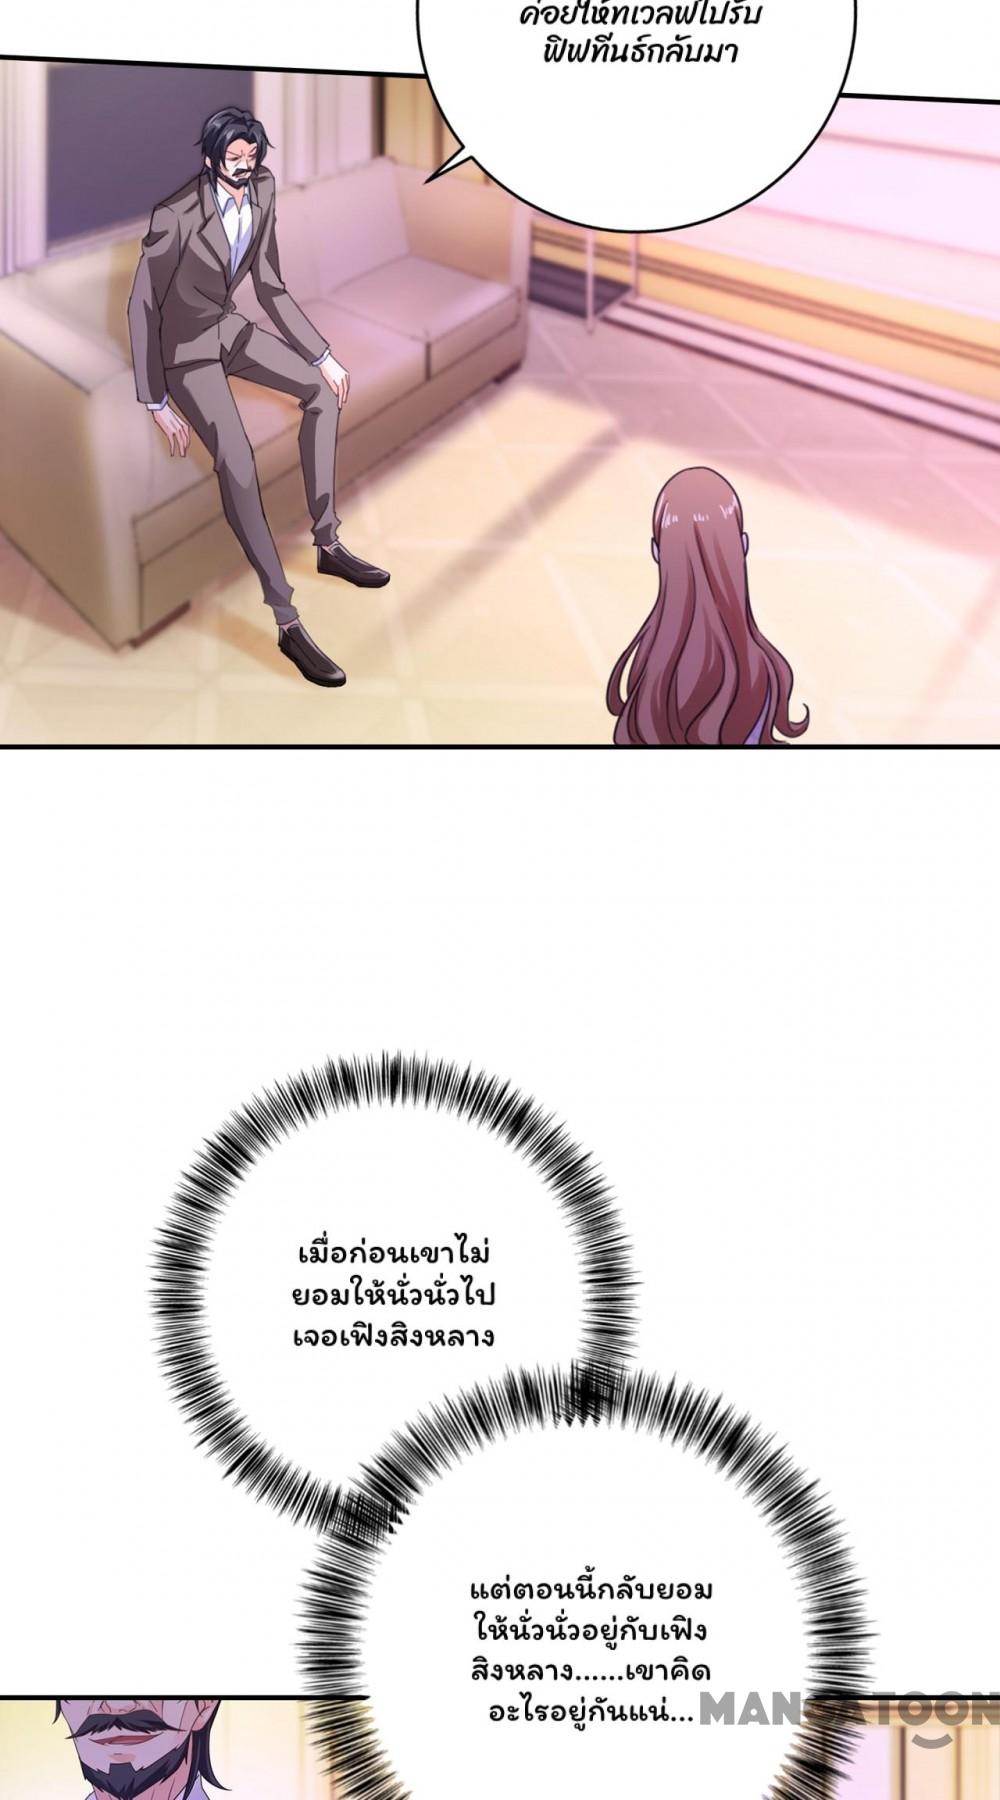 ค่อยให้ทเวลฟ์ไปรับ
ฟิฟทีนธ์กลับมา
เมื่อก่อนเขาไม่
ยอมให้นั่วนั่วไป
เจอเฟิงสิงหลาง
แต่ตอนนี้กลับยอม
ให้นั่วนั่วอยู่กับเฟิง
สิงหลาง......เขาคิด
อะไรอยู่กันแน่...
MANGATOON